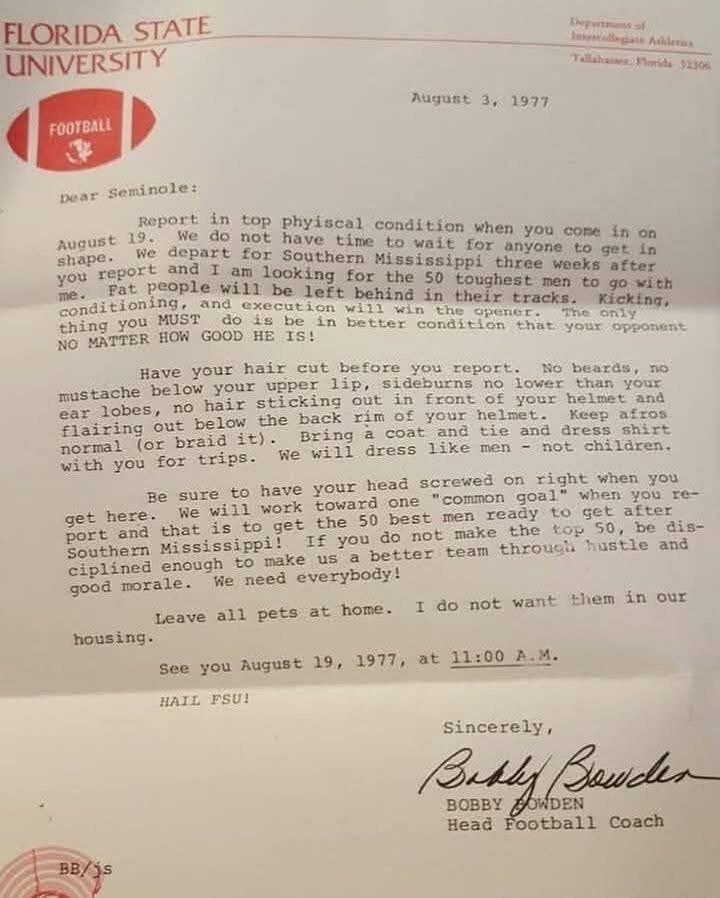 FLORIDA STATE
UNIVERSITY
Department of
Intercollegiate Athletics
Tallahassee, Florida 32306
FOOTBALL
August 3, 1977
Dear Seminole:
Report in top phyiscal condition when you come in on
August 19. We do not have time to wait for anyone to get in
shape. We depart for Southern Mississippi three weeks after
you report and I am looking for the 50 toughest men to go with
me. Fat people will be left behind in their tracks. Kicking,
conditioning, and execution will win the opener. The only
thing you MUST do is be in better condition that your opponent
NO MATTER HOW GOOD HE IS!
Have your hair cut before you report. No beards, no
mustache below your upper lip, sideburns no lower than your
ear lobes, no hair sticking out in front of your helmet and
flairing out below the back rim of your helmet. Keep afros
normal (or braid it). Bring a coat and tie and dress shirt
with you for trips. We will dress like men - not children.
Be sure to have your head screwed on right when you
get here. We will work toward one "common goal" when you re-
port and that is to get the 50 best men ready to get after
Southern Mississippi! If you do not make the top 50, be dis-
ciplined enough to make us a better team through hustle and
good morale. We need everybody!
Leave all pets at home. I do not want them in our
housing.
See you August 19, 1977, at 11:00 A.M.
HAIL FSU!
Sincerely,
Bobby Bowden
BOBBY BOWDEN
Head Football Coach
BB/js